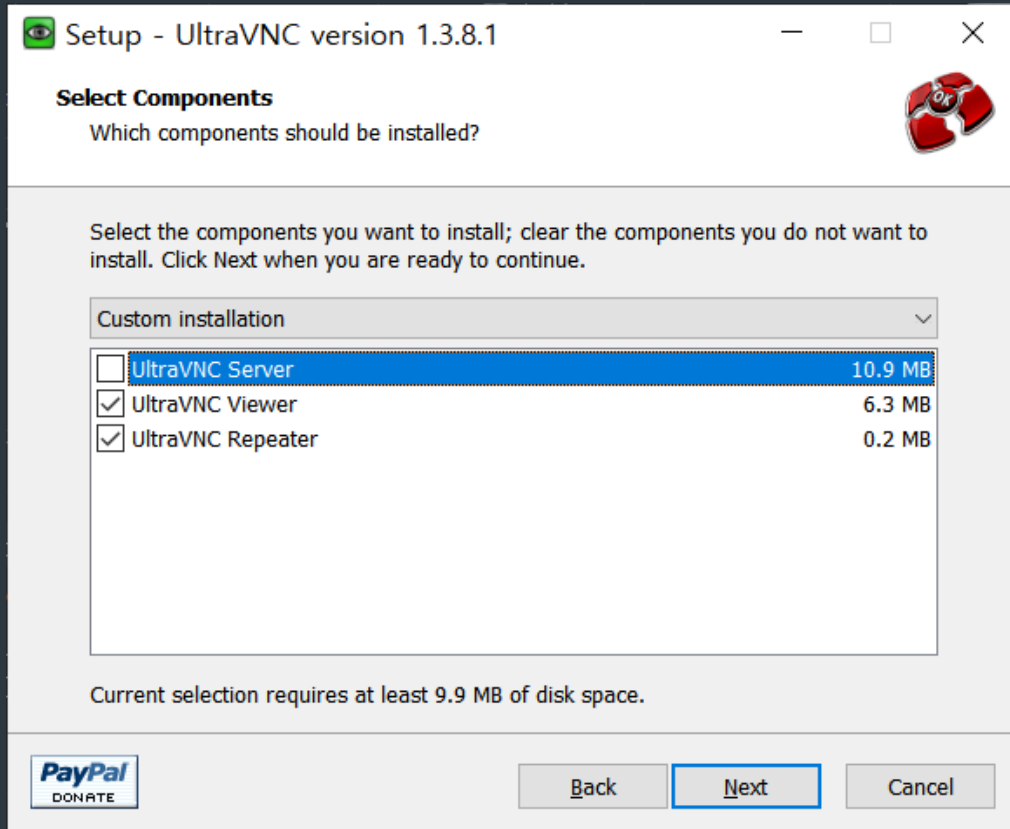 Setup - UltraVNC version 1.3.8.1
Select Components
Which components should be installed?
OK
Select the components you want to install; clear the components you do not want to
install. Click Next when you are ready to continue.
Custom installation
UltraVNC Server 10.9 MB
UltraVNC Viewer 6.3 MB
UltraVNC Repeater 0.2 MB
Current selection requires at least 9.9 MB of disk space.
PayPal
DONATE
Back Next Cancel